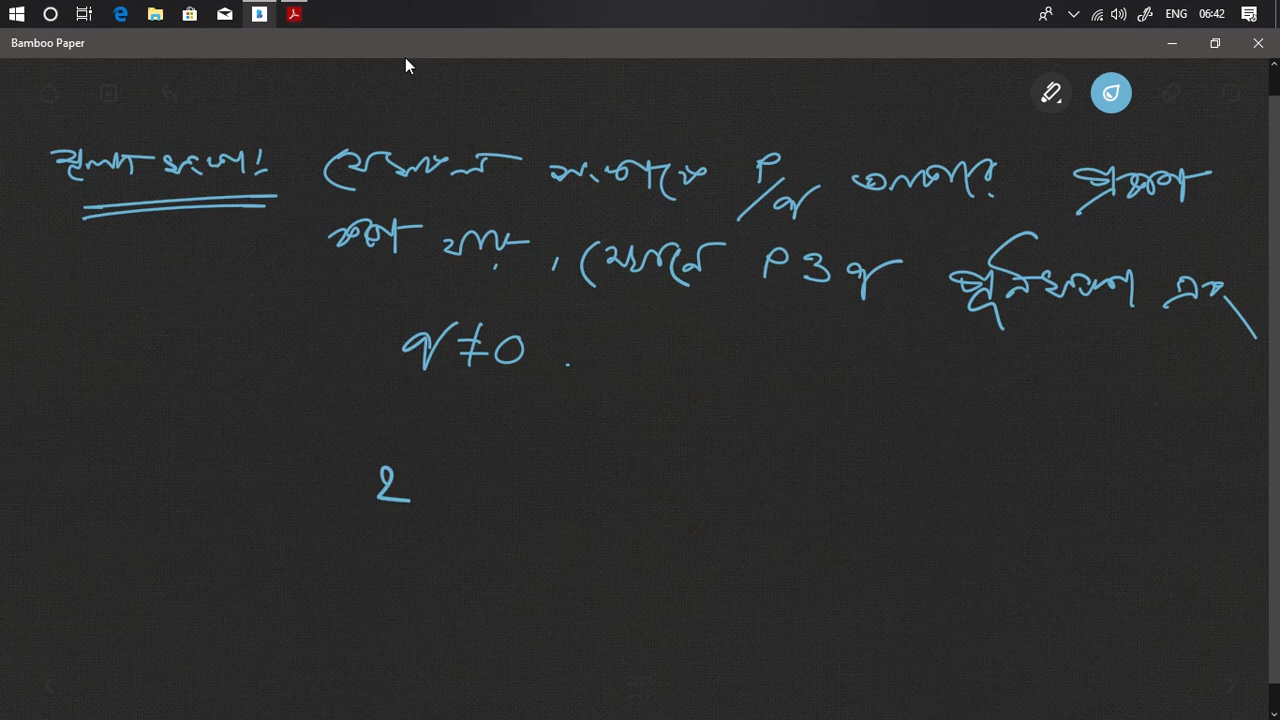 ENG 06:42
Bamboo Paper
মূলদ সংখ্যা: যেসকল সংখ্যাকে P/q আকারে প্রকাশ
করা যায়, যেখানে P ও q পূর্ণসংখ্যা এবং
q ≠ 0 .
2